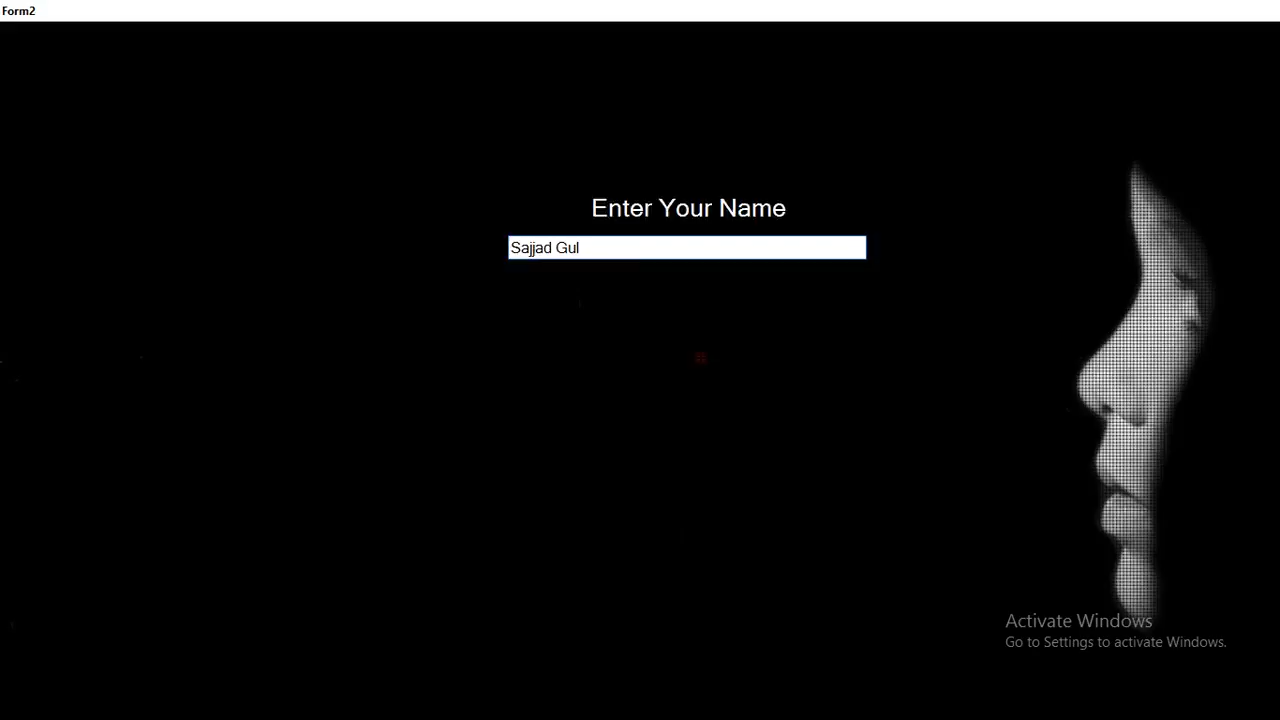 Form2
Enter Your Name
Sajjad Gul
Activate Windows
Go to Settings to activate Windows.